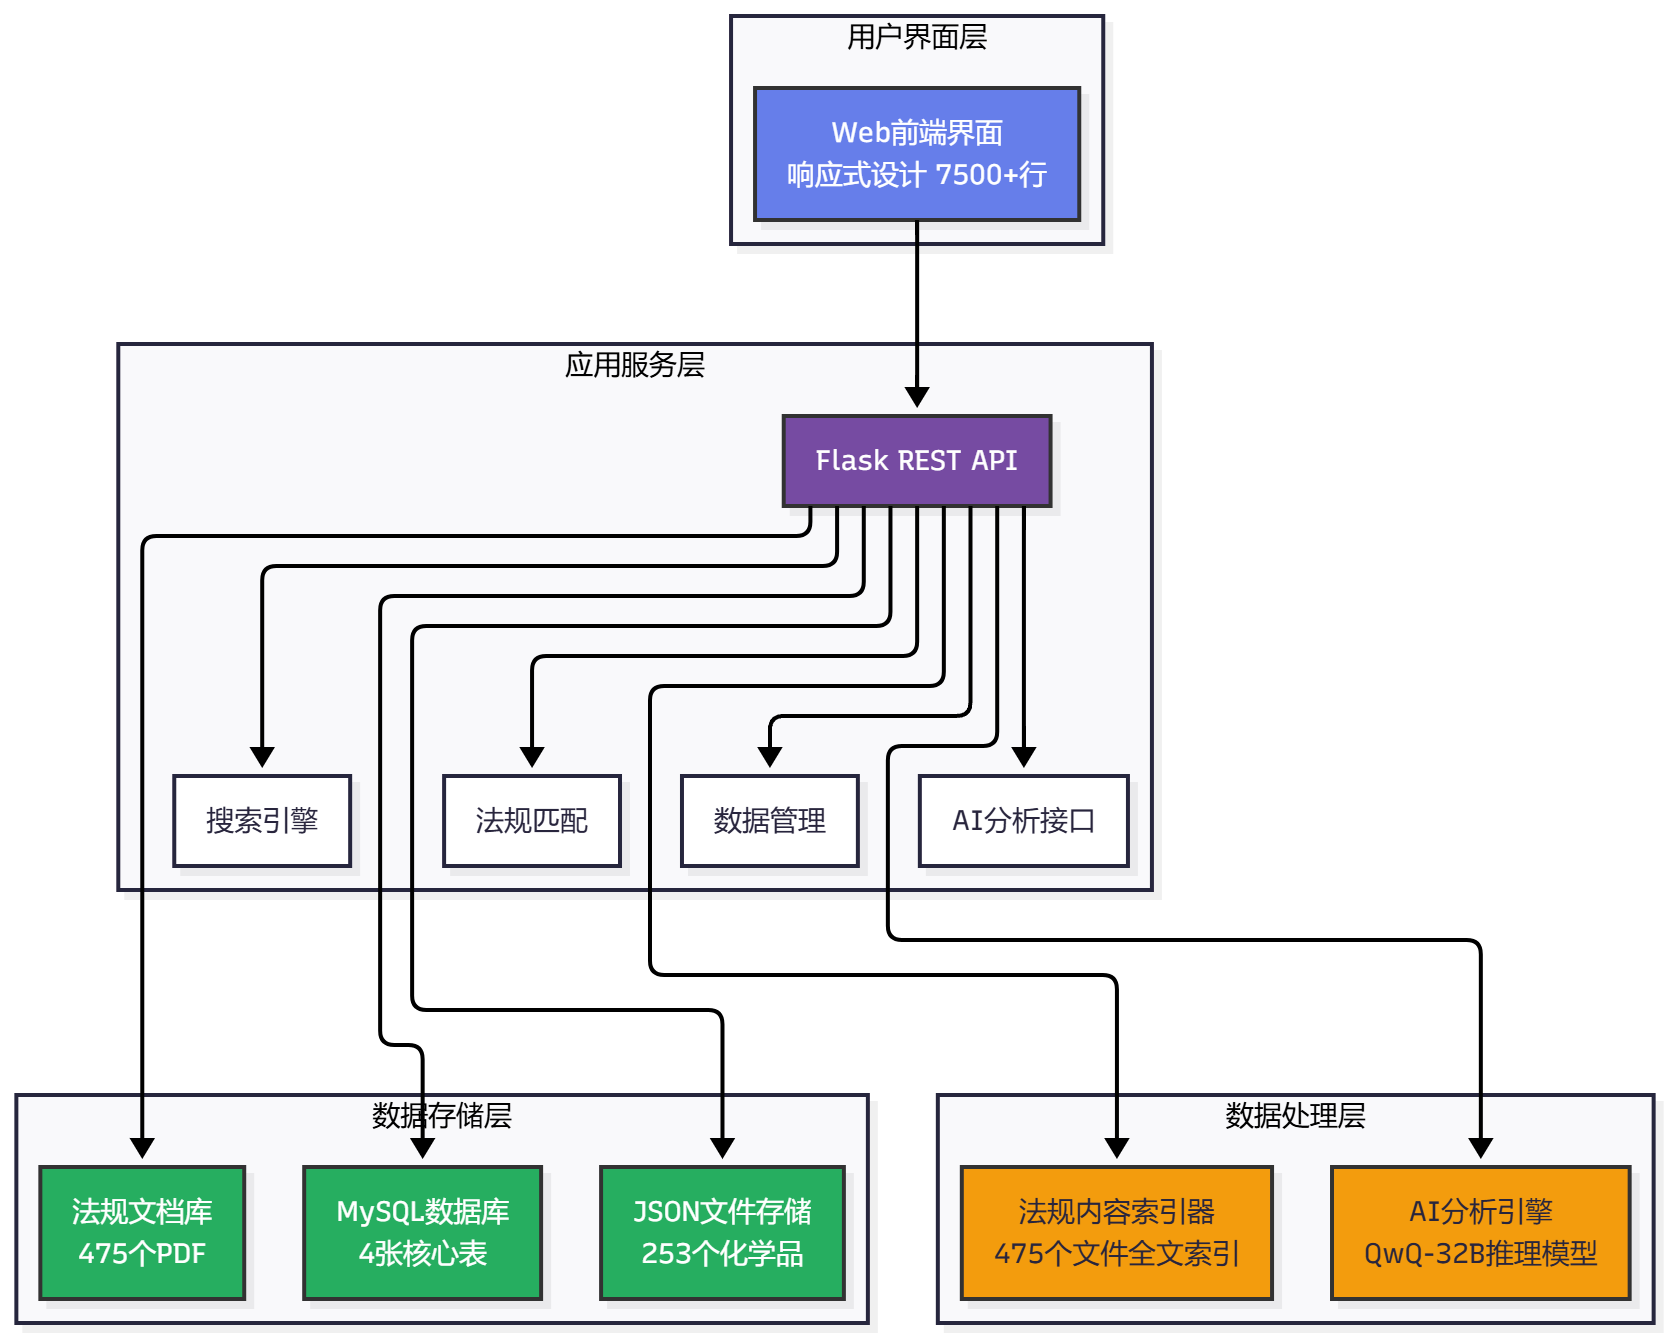 用户界面层
Web前端界面
响应式设计 7500+行
应用服务层
Flask REST API
搜索引擎
法规匹配
数据管理
AI分析接口
数据存储层
法规文档库
475个PDF
MySQL数据库
4张核心表
JSON文件存储
253个化学品
数据处理层
法规内容索引器
475个文件全文索引
AI分析引擎
QwQ-32B推理模型